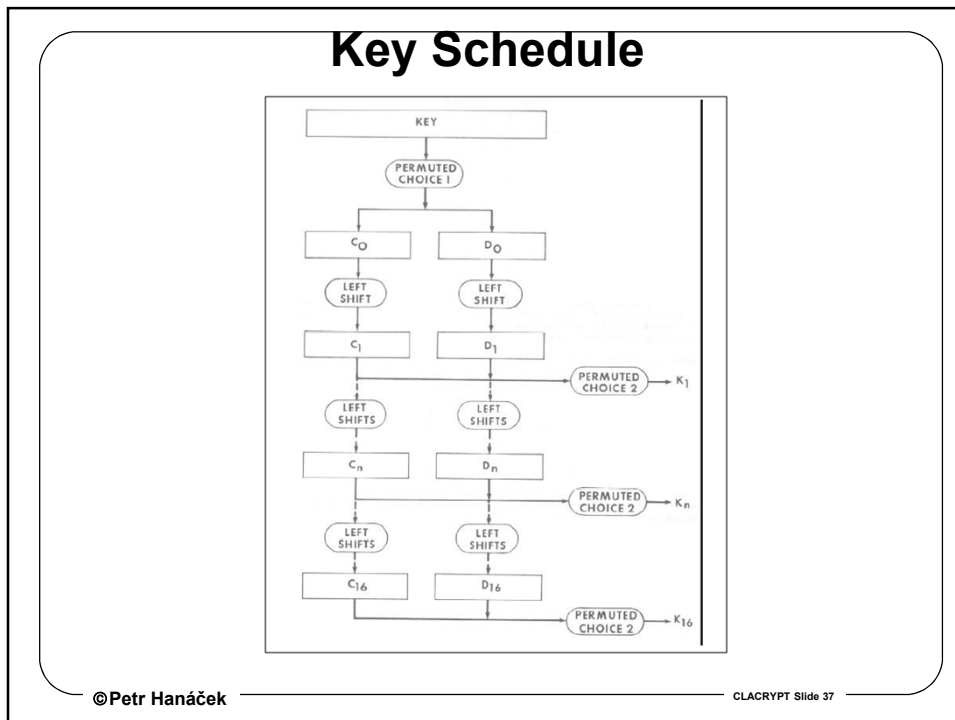 Key Schedule
KEY
PERMUTED
CHOICE 1
C0
D0
LEFT
SHIFT
LEFT
SHIFT
C1
D1
PERMUTED
CHOICE 2
K1
LEFT
SHIFTS
LEFT
SHIFTS
Cn
Dn
PERMUTED
CHOICE 2
Kn
LEFT
SHIFTS
LEFT
SHIFTS
C16
D16
PERMUTED
CHOICE 2
K16
©Petr Hanáček
CLACRYPT Slide 37